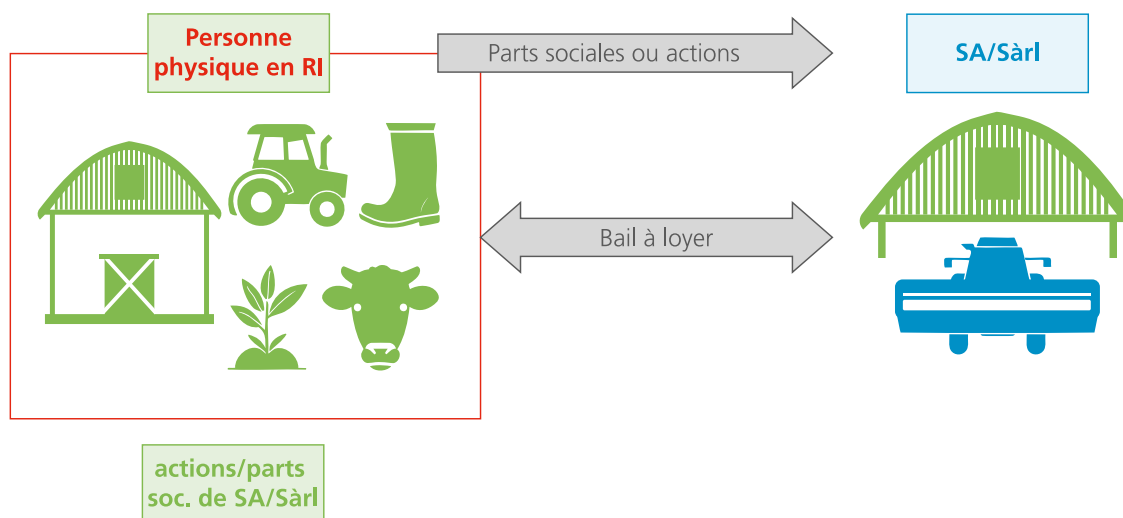 Personne
physique en RI
Parts sociales ou actions
SA/Sàrl
Bail à loyer
actions/parts
soc. de SA/Sàrl